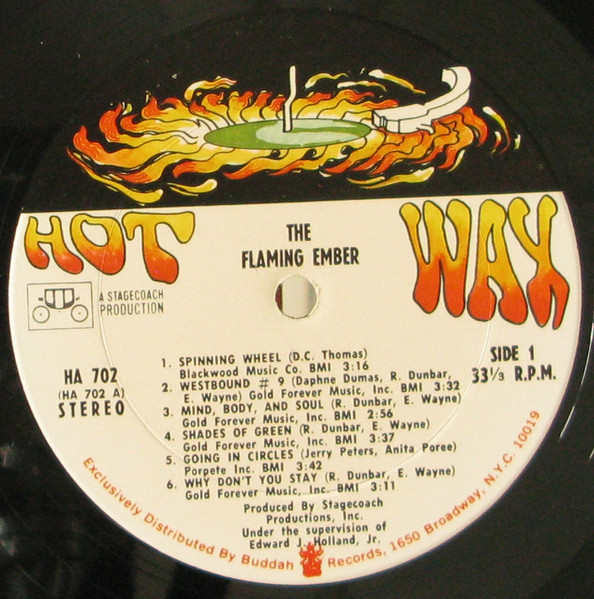 HOT
WAX
THE
FLAMING EMBER
A STAGECOACH
PRODUCTION
HA 702
(HA 702 A)
STEREO
SIDE 1
33⅓ R.P.M.
1. SPINNING WHEEL (D.C. Thomas)
Blackwood Music Co. BMI 3:16
2. WESTBOUND # 9 (Daphne Dumas, R. Dunbar,
E. Wayne) Gold Forever Music, Inc. BMI 3:32
3. MIND, BODY, AND SOUL (R. Dunbar, E. Wayne)
Gold Forever Music, Inc. BMI 2:56
4. SHADES OF GREEN (R. Dunbar, E. Wayne)
Gold Forever Music, Inc. BMI 3:37
5. GOING IN CIRCLES (Jerry Peters, Anita Poree)
Porpete Inc. BMI 3:42
6. WHY DON'T YOU STAY (R. Dunbar, E. Wayne)
Gold Forever Music, Inc. BMI 3:11
Produced By Stagecoach
Productions, Inc.
Under the supervision of
Edward J. Holland, Jr.
Exclusively Distributed By Buddah Records, 1650 Broadway, N.Y.C. 10019